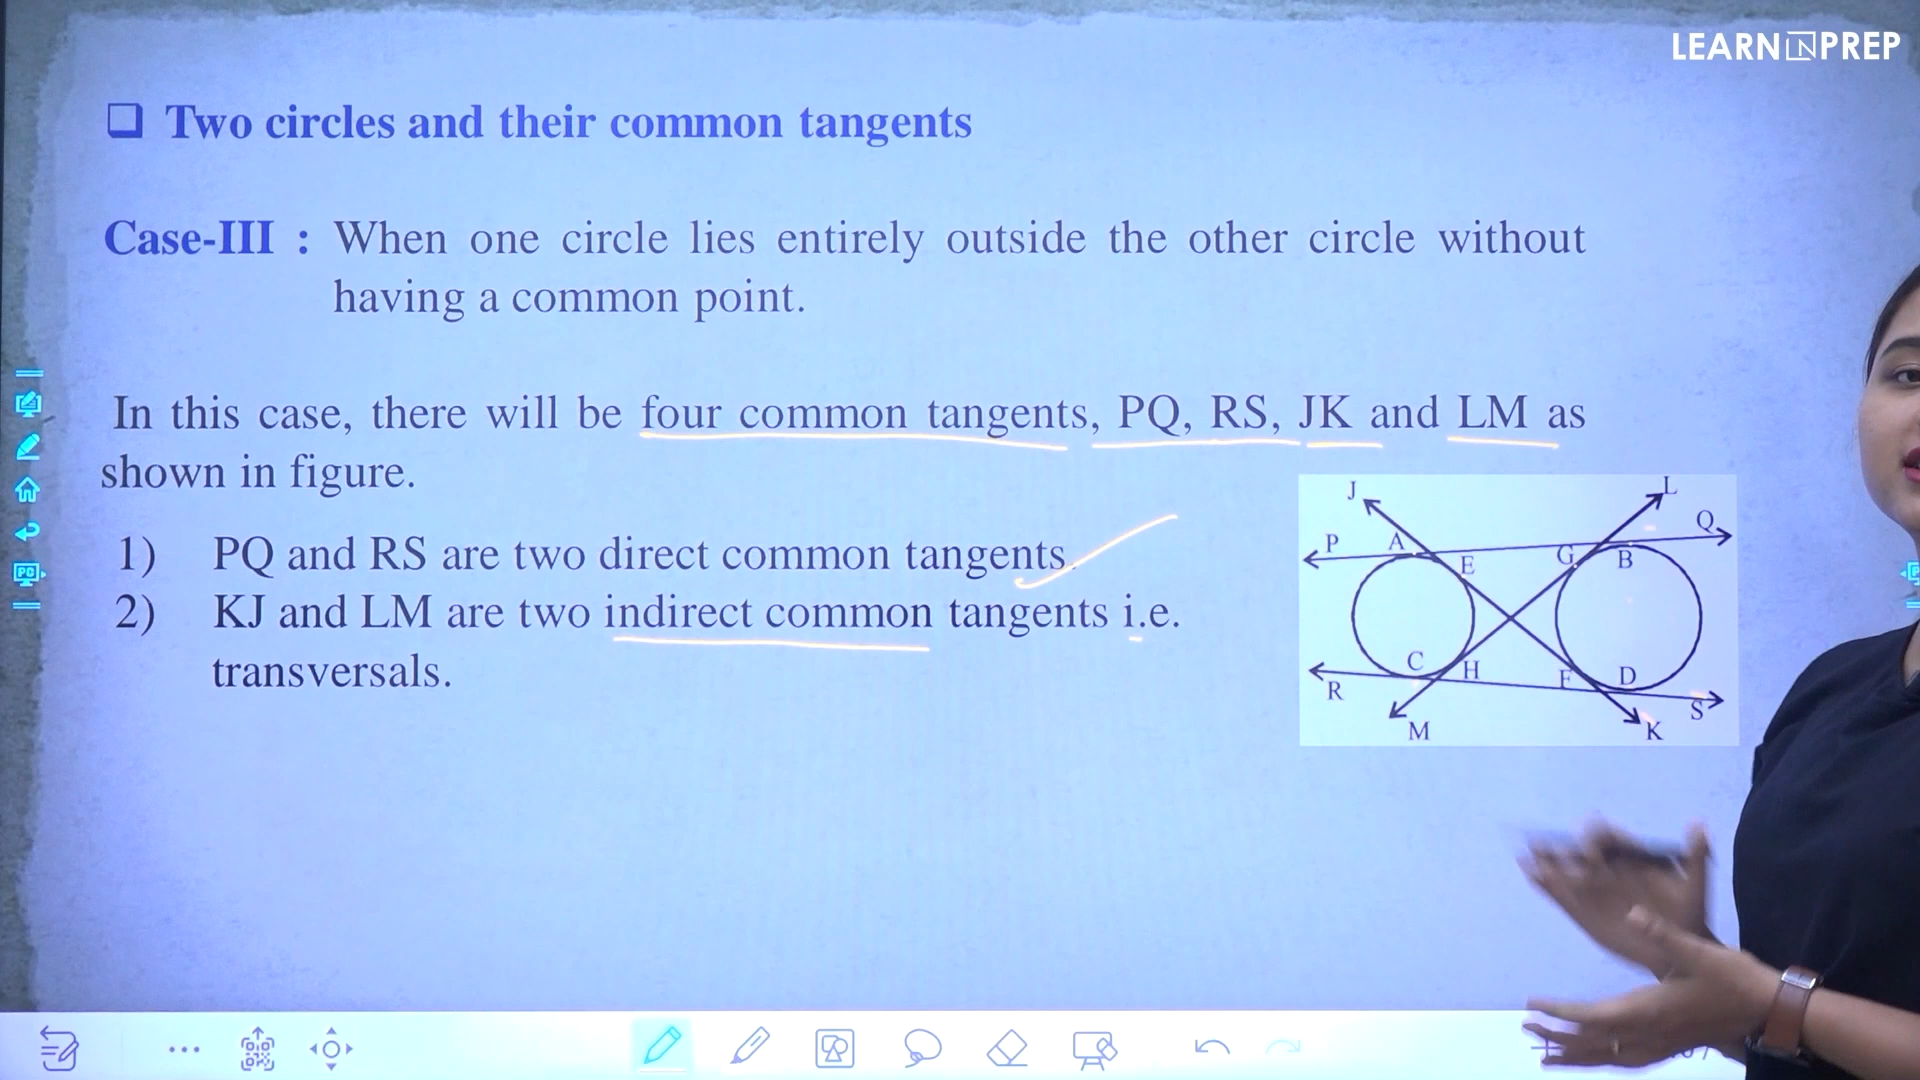 LEARN N PREP
Two circles and their common tangents
Case-III : When one circle lies entirely outside the other circle without
having a common point.
In this case, there will be four common tangents, PQ, RS, JK and LM as
shown in figure.
1) PQ and RS are two direct common tangents.
2) KJ and LM are two indirect common tangents i.e.
transversals.
J L
P A E G B Q
R C H F D S
M K
PC